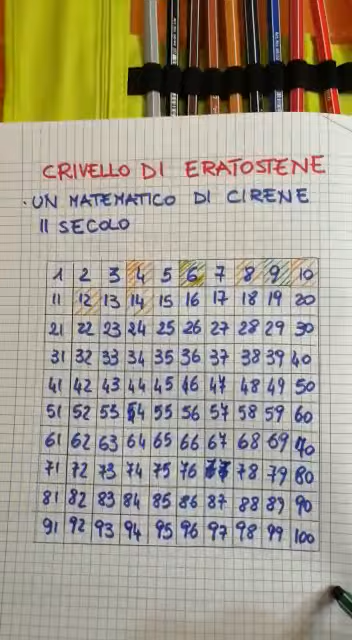 CRIVELLO DI ERATOSTENE
· UN MATEMATICO DI CIRENE
II SECOLO
1 2 3 4 5 6 7 8 9 10
11 12 13 14 15 16 17 18 19 20
21 22 23 24 25 26 27 28 29 30
31 32 33 34 35 36 37 38 39 40
41 42 43 44 45 46 47 48 49 50
51 52 53 54 55 56 57 58 59 60
61 62 63 64 65 66 67 68 69 70
71 72 73 74 75 76 77 78 79 80
81 82 83 84 85 86 87 88 89 90
91 92 93 94 95 96 97 98 99 100